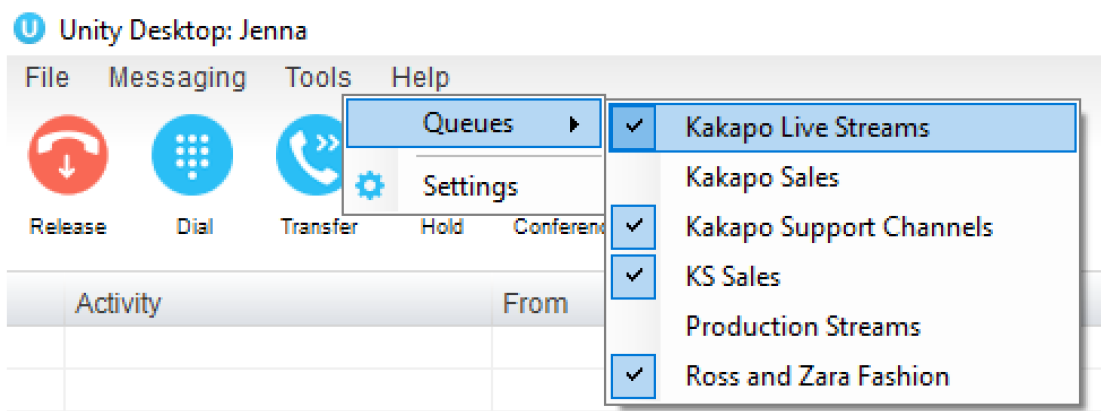 U Unity Desktop: Jenna
File Messaging Tools Help
Queues
Settings
Kakapo Live Streams
Kakapo Sales
Kakapo Support Channels
KS Sales
Production Streams
Ross and Zara Fashion
Release Dial Transfer Hold Conferenc
Activity From